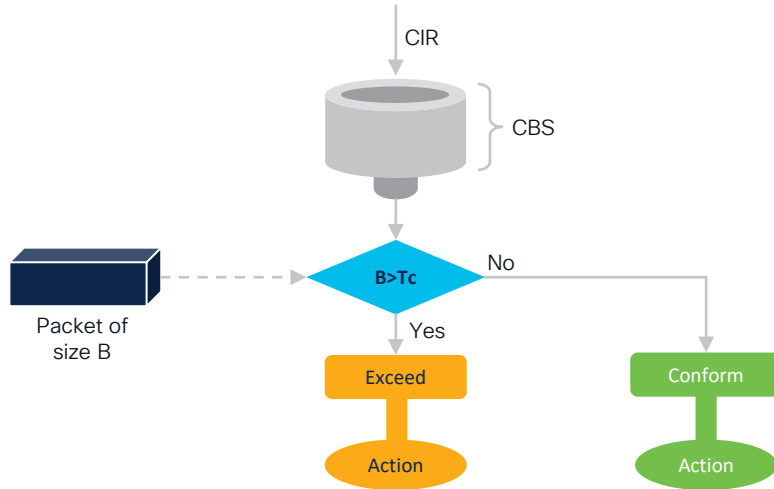 CIR
CBS
B>Tc
No
Packet of
size B
Yes
Exceed
Conform
Action
Action